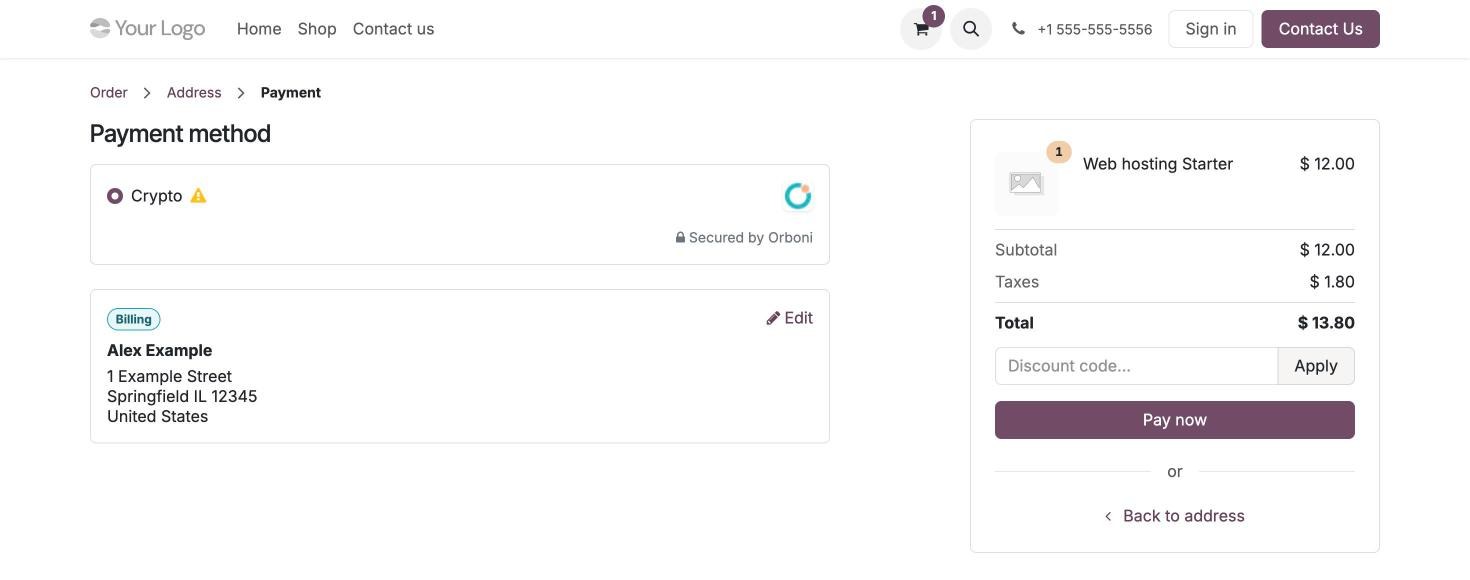 Your Logo
Home Shop Contact us
1
+1 555-555-5556
Sign in
Contact Us
Order > Address > Payment
Payment method
Crypto
Secured by Orboni
Billing
Edit
Alex Example
1 Example Street
Springfield IL 12345
United States
1
Web hosting Starter $ 12.00
Subtotal $ 12.00
Taxes $ 1.80
Total $ 13.80
Discount code... Apply
Pay now
or
< Back to address